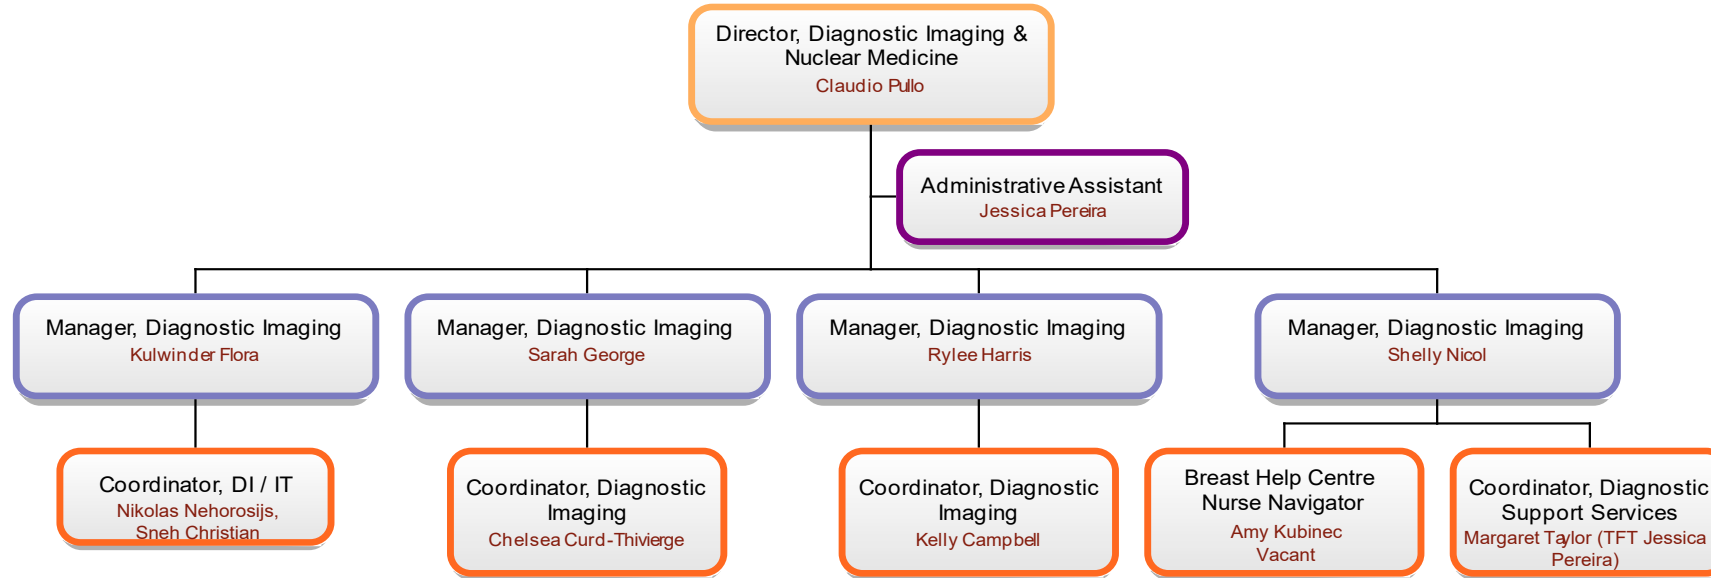 Director, Diagnostic Imaging &
Nuclear Medicine
Claudio Pullo
Administrative Assistant
Jessica Pereira
Manager, Diagnostic Imaging
Kulwinder Flora
Manager, Diagnostic Imaging
Sarah George
Manager, Diagnostic Imaging
Rylee Harris
Manager, Diagnostic Imaging
Shelly Nicol
Coordinator, DI / IT
Nikolas Nehorosijs,
Sneh Christian
Coordinator, Diagnostic
Imaging
Chelsea Curd-Thivierge
Coordinator, Diagnostic
Imaging
Kelly Campbell
Breast Help Centre
Nurse Navigator
Amy Kubinec
Vacant
Coordinator, Diagnostic
Support Services
Margaret Taylor (TFT Jessica
Pereira)